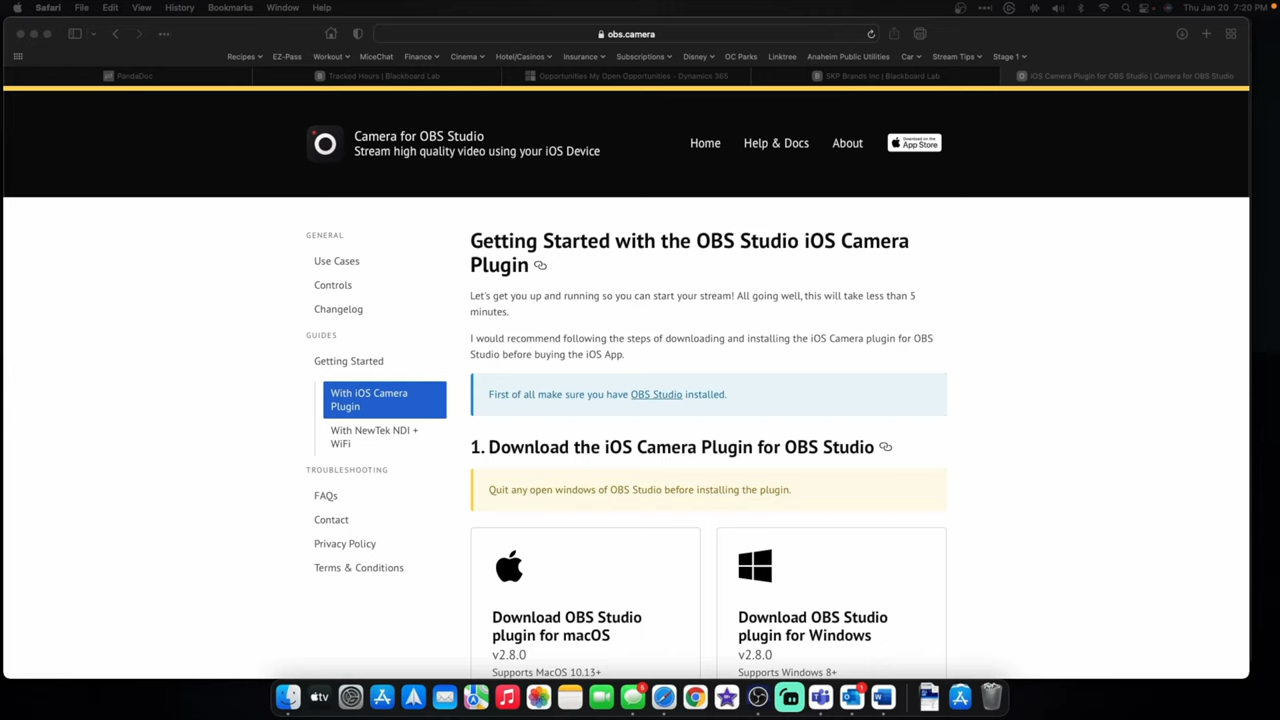 Safari File Edit View History Bookmarks Window Help
Thu Jan 20 7:20 PM
obs.camera
Recipes EZ-Pass Workout MiceChat Finance Cinema Hotel/Casinos Insurance Subscriptions Disney OC Parks Linktree Anaheim Public Utilities Car Stream Tips Stage 1
PandaDoc
Tracked Hours | Blackboard Lab
Opportunities My Open Opportunities - Dynamics 365
SKP Brands Inc | Blackboard Lab
iOS Camera Plugin for OBS Studio | Camera for OBS Studio
Camera for OBS Studio
Stream high quality video using your iOS Device
Home Help & Docs About
Download on the
App Store
GENERAL
Use Cases
Controls
Changelog
GUIDES
Getting Started
With iOS Camera
Plugin
With NewTek NDI +
WiFi
TROUBLESHOOTING
FAQs
Contact
Privacy Policy
Terms & Conditions
Getting Started with the OBS Studio iOS Camera
Plugin
Let's get you up and running so you can start your stream! All going well, this will take less than 5
minutes.
I would recommend following the steps of downloading and installing the iOS Camera plugin for OBS
Studio before buying the iOS App.
First of all make sure you have OBS Studio installed.
1. Download the iOS Camera Plugin for OBS Studio
Quit any open windows of OBS Studio before installing the plugin.
Download OBS Studio
plugin for macOS
v2.8.0
Supports MacOS 10.13+
Download OBS Studio
plugin for Windows
v2.8.0
Supports Windows 8+